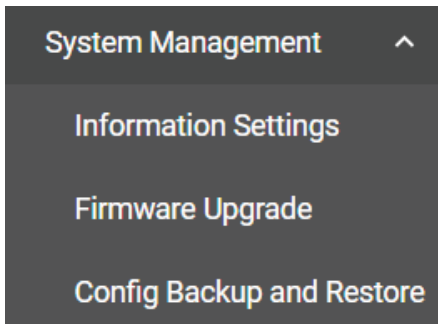 System Management
Information Settings
Firmware Upgrade
Config Backup and Restore